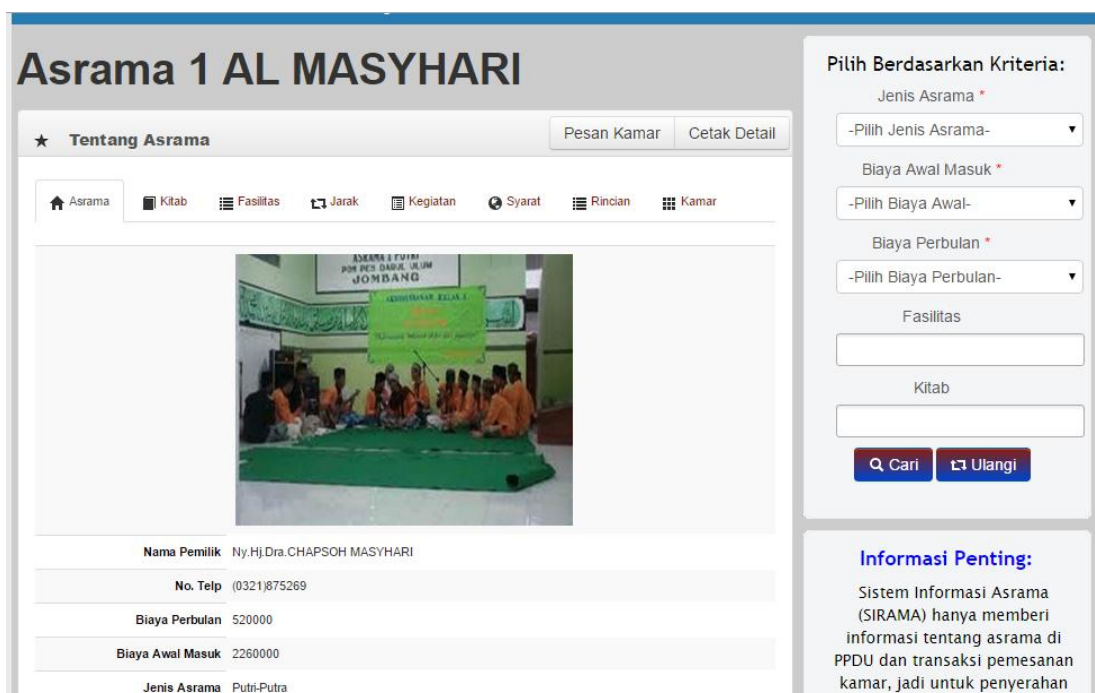 Asrama 1 AL MASYHARI
Tentang Asrama
Pesan Kamar
Cetak Detail
Asrama
Kitab
Fasilitas
Jarak
Kegiatan
Syarat
Rincian
Kamar
ASRAMA 1 PUTRI
PON PES DARUL ULUM
JOMBANG
Nama Pemilik Ny.Hj.Dra.CHAPSOH MASYHARI
No. Telp (0321)875269
Biaya Perbulan 520000
Biaya Awal Masuk 2260000
Jenis Asrama Putri-Putra
Pilih Berdasarkan Kriteria:
Jenis Asrama *
-Pilih Jenis Asrama-
Biaya Awal Masuk *
-Pilih Biaya Awal-
Biaya Perbulan *
-Pilih Biaya Perbulan-
Fasilitas
Kitab
Cari
Ulangi
Informasi Penting:
Sistem Informasi Asrama
(SIRAMA) hanya memberi
informasi tentang asrama di
PPDU dan transaksi pemesanan
kamar, jadi untuk penyerahan